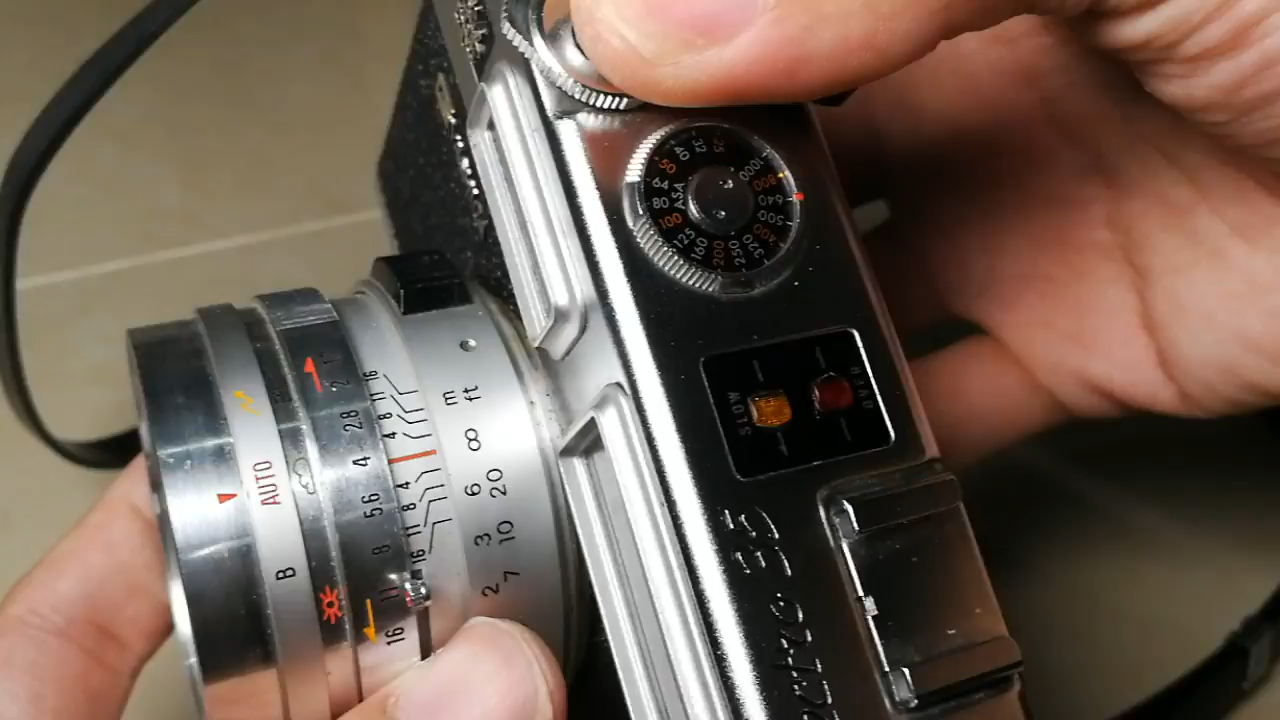 25 32 40 50 64 80 100 125 160 200 250 320 400 500 640 800 1000
ASA
SLOW
OVER
35
AUTO
B
2 2.8 4 5.6 8 11 16
16 11 8 4 4 8 11 16
m ∞ 6 3 2
ft 20 10 7